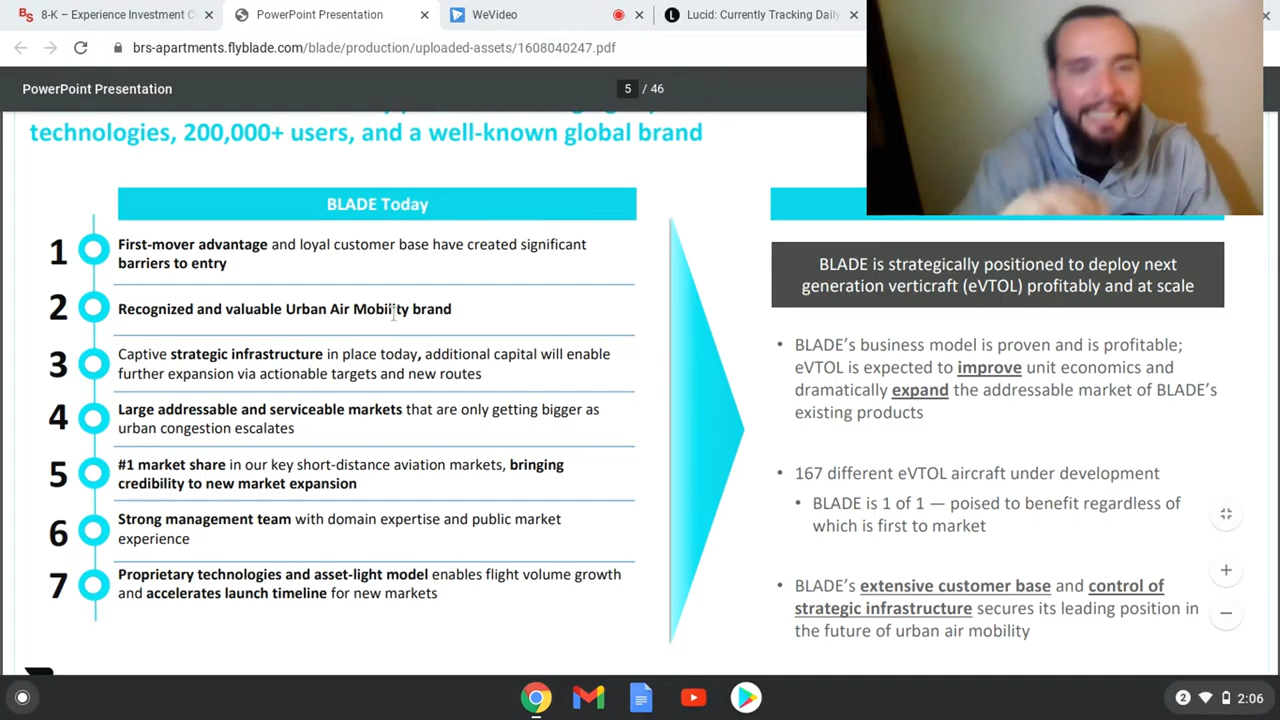 8-K – Experience Investment C
PowerPoint Presentation
WeVideo
Lucid: Currently Tracking Daily
brs-apartments.flyblade.com/blade/production/uploaded-assets/1608040247.pdf
PowerPoint Presentation
5 / 46
technologies, 200,000+ users, and a well-known global brand
BLADE Today
1
First-mover advantage and loyal customer base have created significant
barriers to entry
2
Recognized and valuable Urban Air Mobility brand
3
Captive strategic infrastructure in place today, additional capital will enable
further expansion via actionable targets and new routes
4
Large addressable and serviceable markets that are only getting bigger as
urban congestion escalates
5
#1 market share in our key short-distance aviation markets, bringing
credibility to new market expansion
6
Strong management team with domain expertise and public market
experience
7
Proprietary technologies and asset-light model enables flight volume growth
and accelerates launch timeline for new markets
BLADE is strategically positioned to deploy next
generation verticraft (eVTOL) profitably and at scale
• BLADE's business model is proven and is profitable;
eVTOL is expected to improve unit economics and
dramatically expand the addressable market of BLADE's
existing products
• 167 different eVTOL aircraft under development
• BLADE is 1 of 1 — poised to benefit regardless of
which is first to market
• BLADE's extensive customer base and control of
strategic infrastructure secures its leading position in
the future of urban air mobility
2
2:06